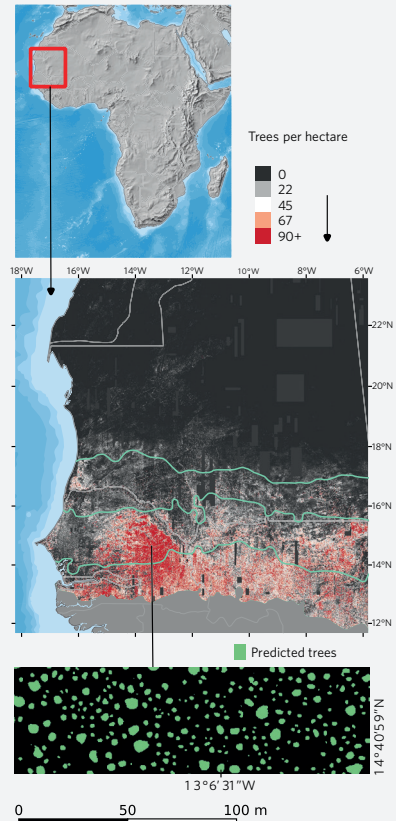 Trees per hectare
0
22
45
67
90+
18°W 16°W 14°W 12°W 10°W 8°W 6°W
22°N
20°N
18°N
16°N
14°N
12°N
Predicted trees
14°40'59"N
13°6'31"W
0 50 100 m